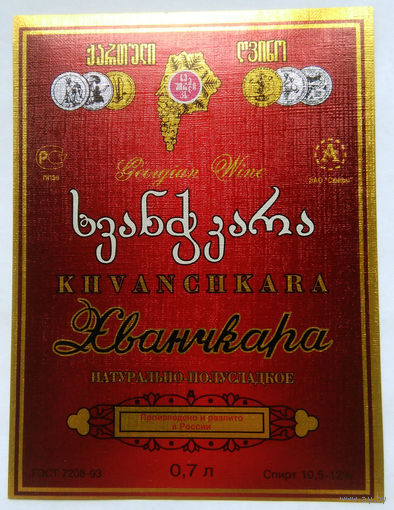 ქართული ღვინო
Georgian Wine
ხვანჭკარა
KHVANCHKARA
Хванчкара
НАТУРАЛЬНО-ПОЛУСЛАДКОЕ
Произведено и разлито
в России
ГОСТ 7208-93 0,7 л Спирт 10,5-12%